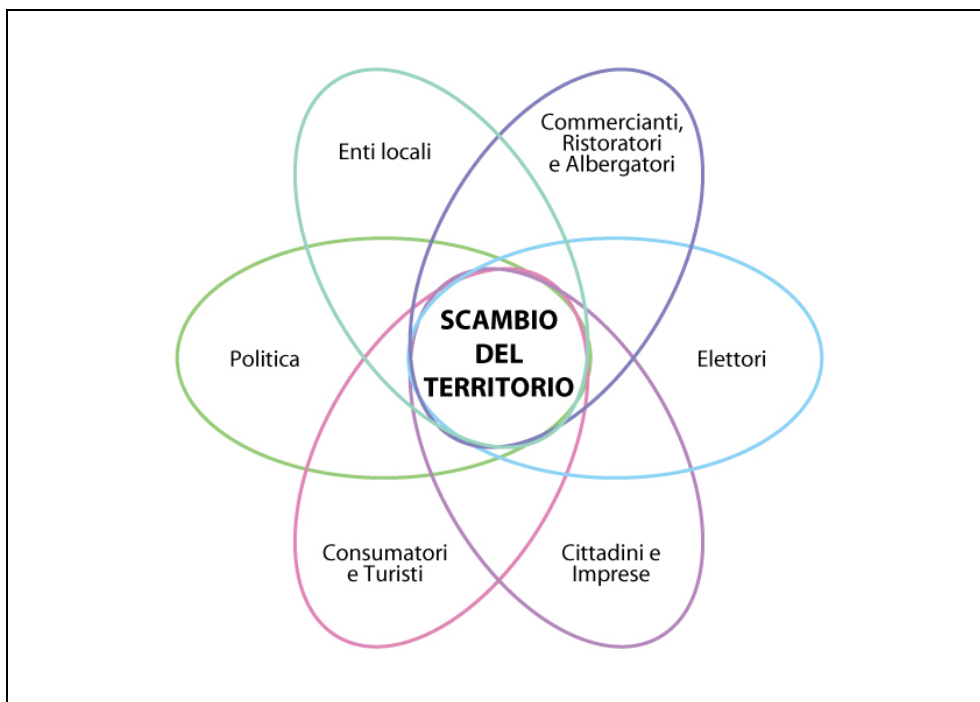 Commercianti,
Ristoratori
e Albergatori
Enti locali
SCAMBIO
DEL
TERRITORIO
Politica
Elettori
Consumatori
e Turisti
Cittadini e
Imprese